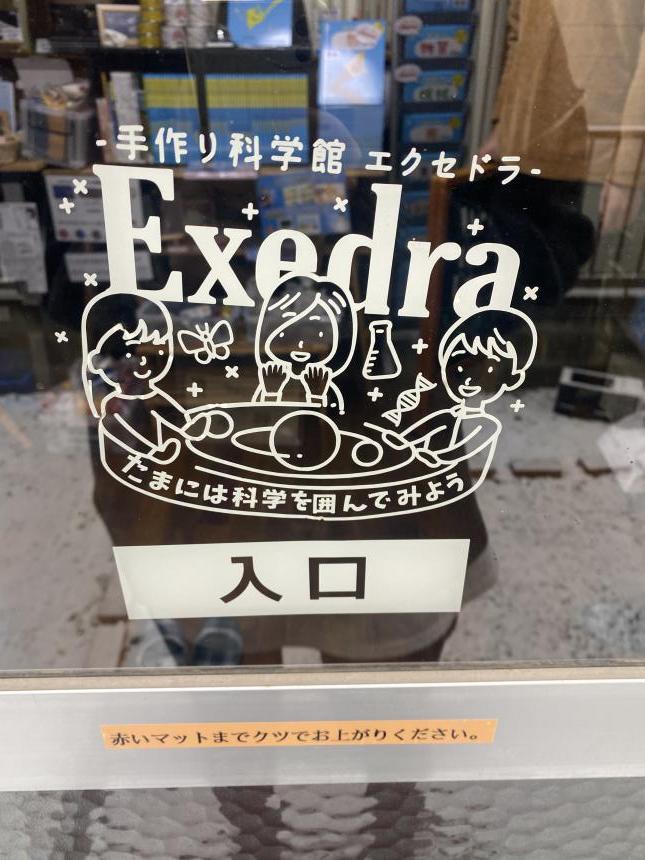 -手作り科学館 エクセドラ-
Exedra
たまには科学を囲んでみよう
入口
赤いマットまでクツでお上がりください。